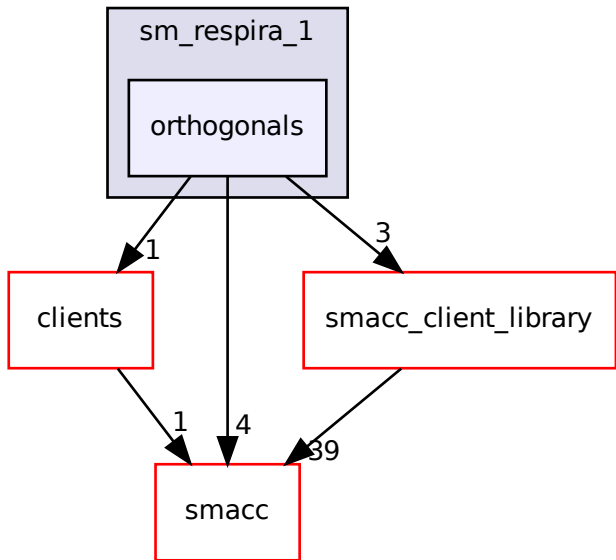 sm_respira_1
orthogonals
1
3
clients
smacc_client_library
1
4
39
smacc